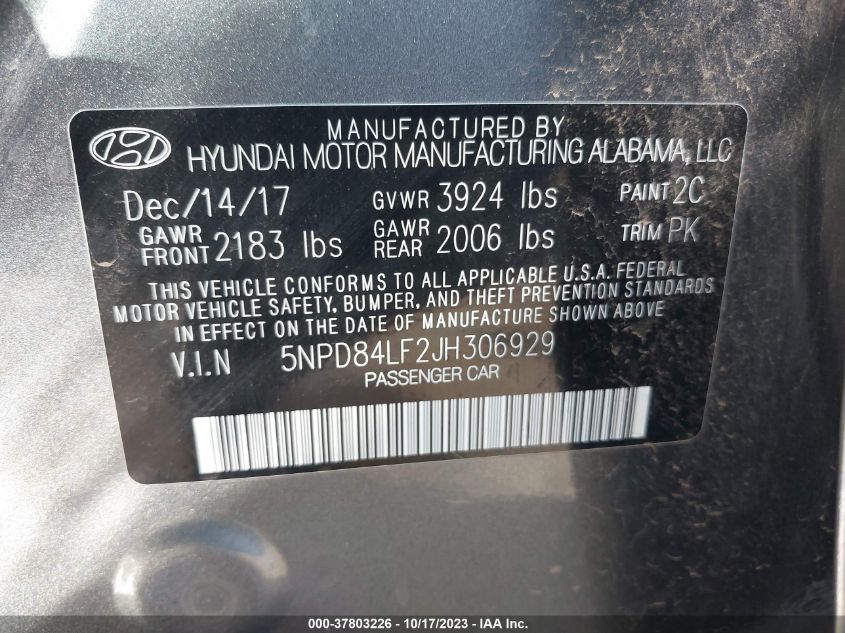 MANUFACTURED BY
HYUNDAI MOTOR MANUFACTURING ALABAMA, LLC
Dec/14/17 GVWR 3924 lbs PAINT 2C
GAWR FRONT 2183 lbs GAWR REAR 2006 lbs TRIM PK
THIS VEHICLE CONFORMS TO ALL APPLICABLE U.S.A. FEDERAL
MOTOR VEHICLE SAFETY, BUMPER, AND THEFT PREVENTION STANDARDS
IN EFFECT ON THE DATE OF MANUFACTURE SHOWN ABOVE
V.I.N 5NPD84LF2JH306929
PASSENGER CAR
000-37803226 - 10/17/2023 - IAA Inc.